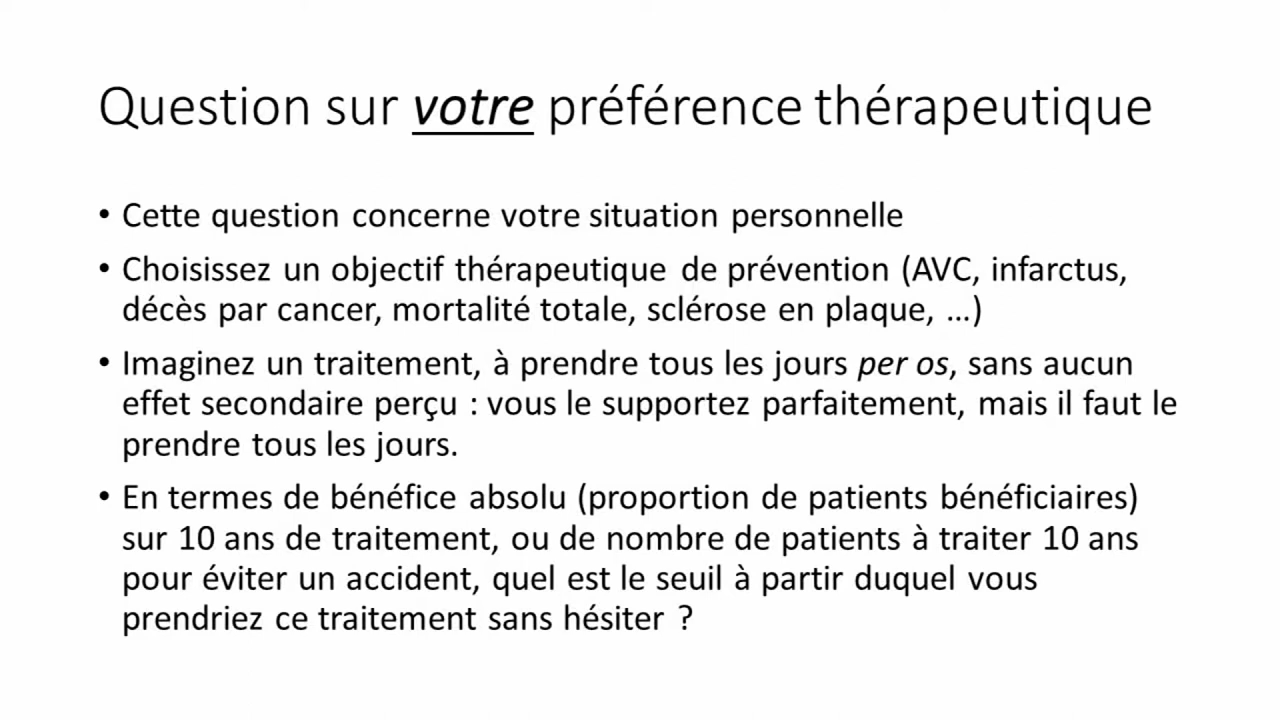 Question sur votre préférence thérapeutique
• Cette question concerne votre situation personnelle
• Choisissez un objectif thérapeutique de prévention (AVC, infarctus,
décès par cancer, mortalité totale, sclérose en plaque, …)
• Imaginez un traitement, à prendre tous les jours per os, sans aucun
effet secondaire perçu : vous le supportez parfaitement, mais il faut le
prendre tous les jours.
• En termes de bénéfice absolu (proportion de patients bénéficiaires)
sur 10 ans de traitement, ou de nombre de patients à traiter 10 ans
pour éviter un accident, quel est le seuil à partir duquel vous
prendriez ce traitement sans hésiter ?